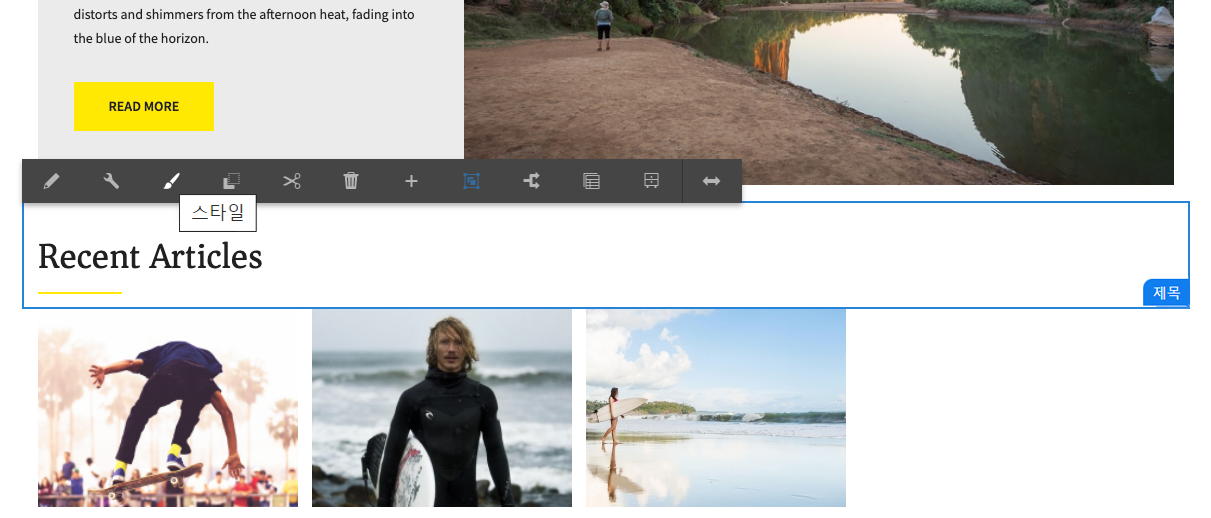 distorts and shimmers from the afternoon heat, fading into
the blue of the horizon.
READ MORE
스타일
Recent Articles
제목